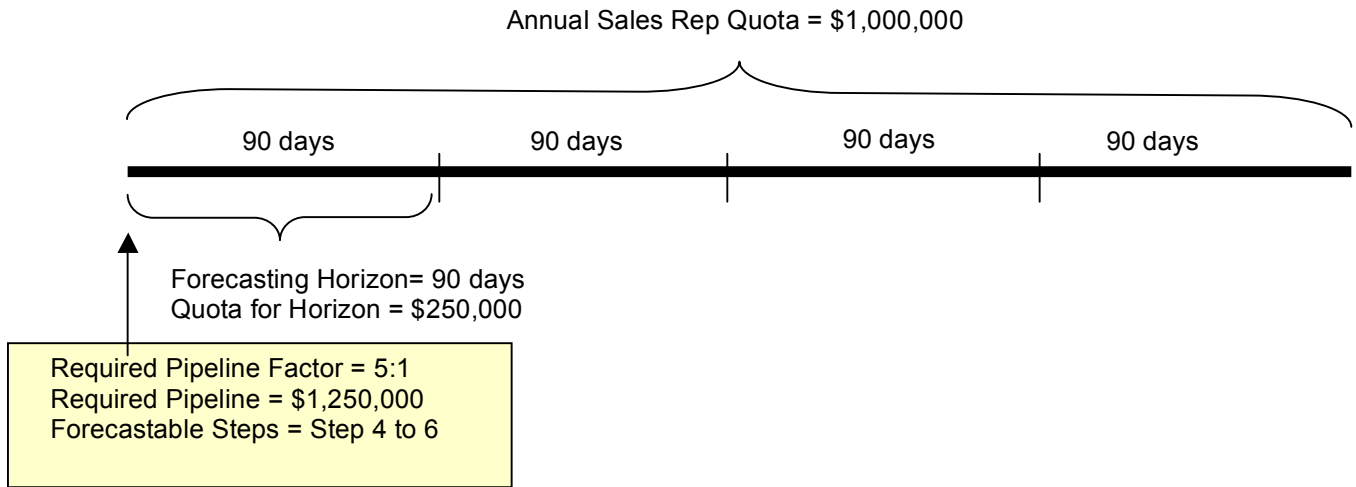 Annual Sales Rep Quota = $1,000,000
90 days 90 days 90 days 90 days
Forecasting Horizon= 90 days
Quota for Horizon = $250,000
Required Pipeline Factor = 5:1
Required Pipeline = $1,250,000
Forecastable Steps = Step 4 to 6